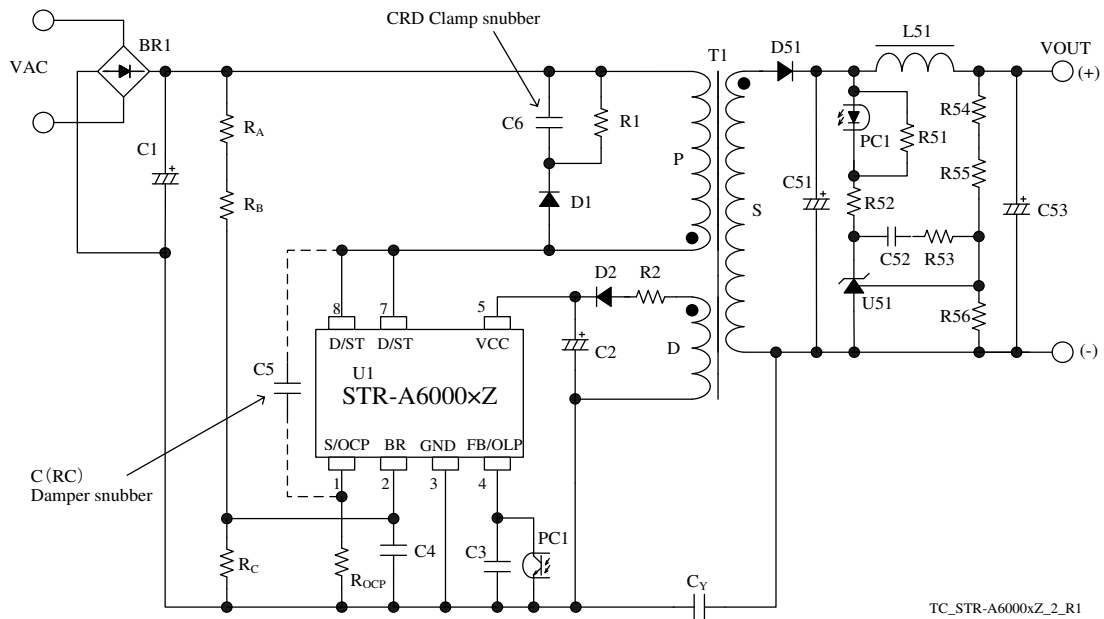 CRD Clamp snubber
L51
BR1
T1
D51
VOUT
(+)
VAC
C6
R1
R54
RA
PC1
R51
C1
P
C51
R55
RB
D1
R52
S
C53
C52
R53
D2
R2
U51
8
7
5
R56
D/ST
D/ST
VCC
C2
D
(-)
C5
U1
STR-A6000×Z
S/OCP
BR
GND
FB/OLP
C(RC)
Damper snubber
1
2
3
4
PC1
C4
C3
RC
ROCP
CY
TC_STR-A6000xZ_2_R1